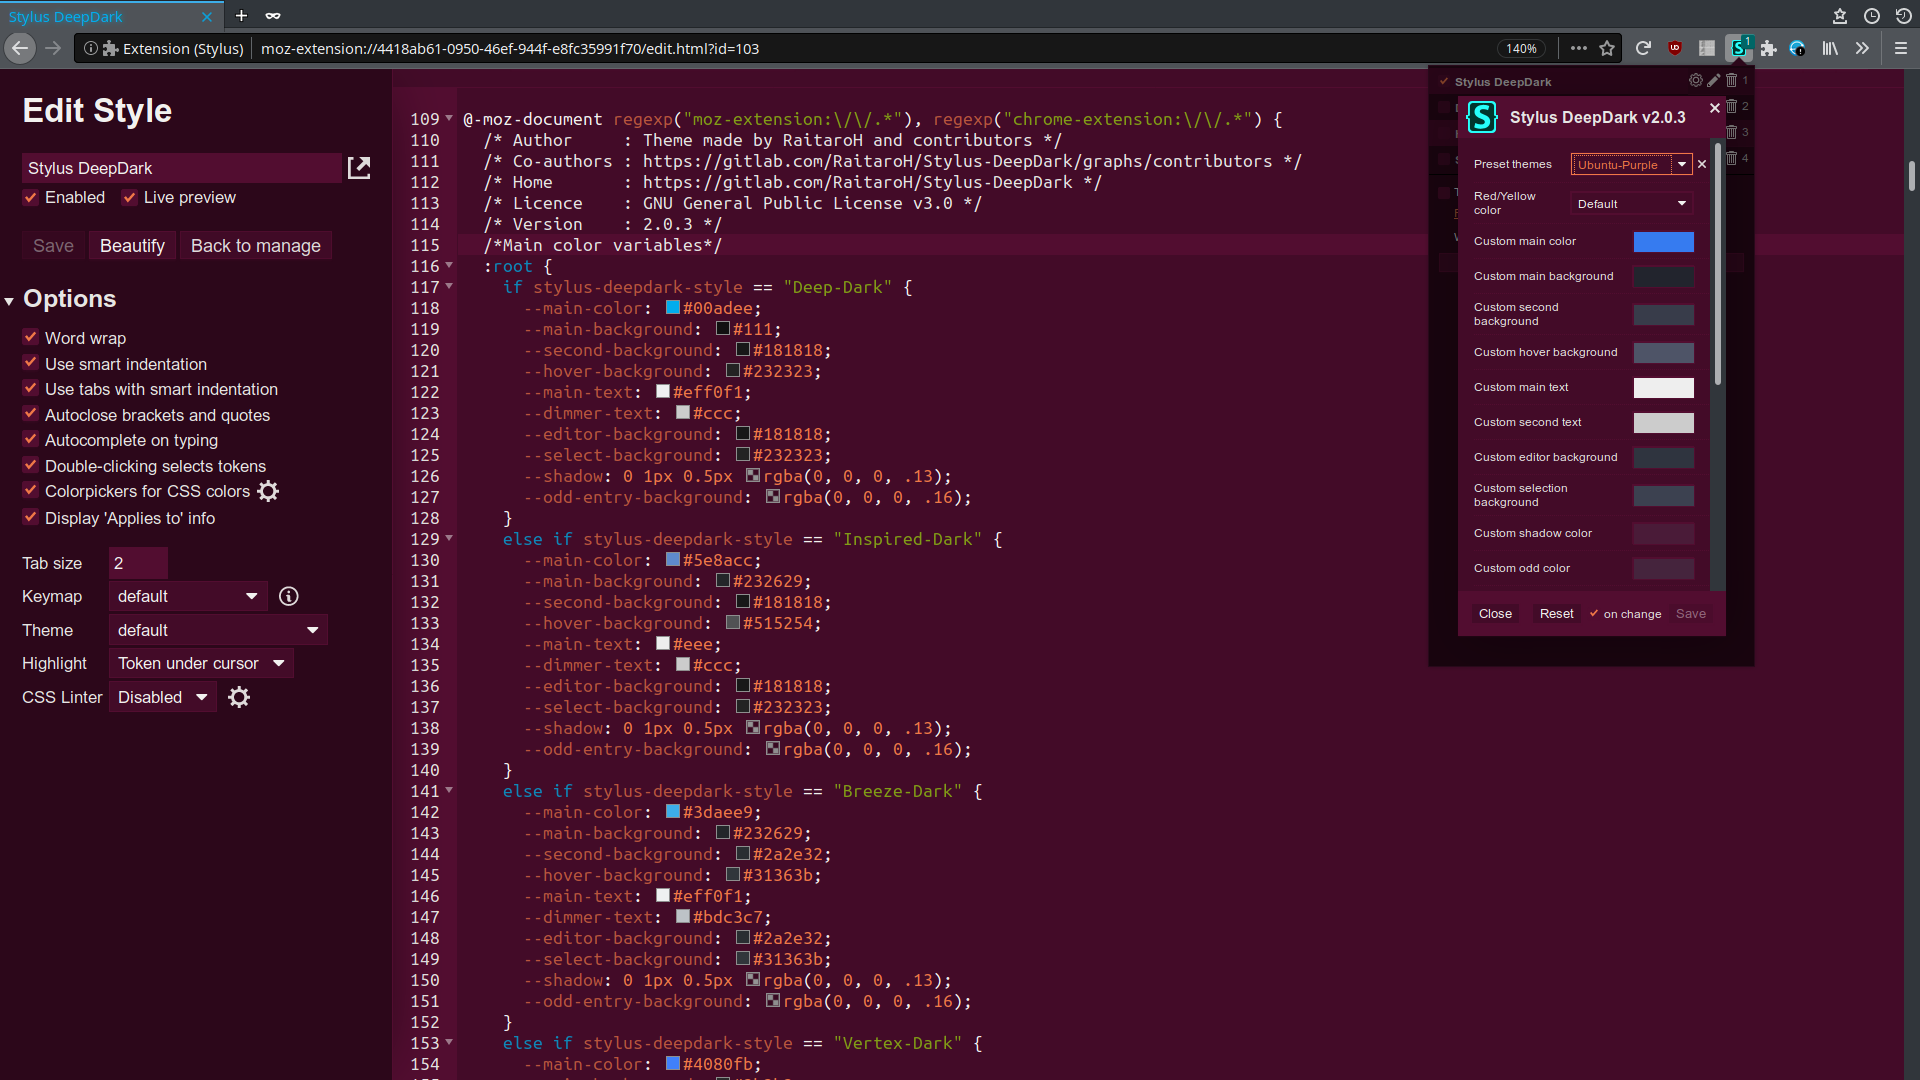 Stylus DeepDark
Extension (Stylus)
moz-extension://4418ab61-0950-46ef-944f-e8fc35991f70/edit.html?id=103
140%
1
Edit Style
Stylus DeepDark
Enabled
Live preview
Save
Beautify
Back to manage
Options
Word wrap
Use smart indentation
Use tabs with smart indentation
Autoclose brackets and quotes
Autocomplete on typing
Double-clicking selects tokens
Colorpickers for CSS colors
Display 'Applies to' info
Tab size 2
Keymap default
Theme default
Highlight Token under cursor
CSS Linter Disabled
109 @-moz-document regexp("moz-extension:\/\/.*"), regexp("chrome-extension:\/\/.*") {
110 /* Author : Theme made by RaitaroH and contributors */
111 /* Co-authors : https://gitlab.com/RaitaroH/Stylus-DeepDark/graphs/contributors */
112 /* Home : https://gitlab.com/RaitaroH/Stylus-DeepDark */
113 /* Licence : GNU General Public License v3.0 */
114 /* Version : 2.0.3 */
115 /*Main color variables*/
116 :root {
117 if stylus-deepdark-style == "Deep-Dark" {
118 --main-color: #00adee;
119 --main-background: #111;
120 --second-background: #181818;
121 --hover-background: #232323;
122 --main-text: #eff0f1;
123 --dimmer-text: #ccc;
124 --editor-background: #181818;
125 --select-background: #232323;
126 --shadow: 0 1px 0.5px rgba(0, 0, 0, .13);
127 --odd-entry-background: rgba(0, 0, 0, .16);
128 }
129 else if stylus-deepdark-style == "Inspired-Dark" {
130 --main-color: #5e8acc;
131 --main-background: #232629;
132 --second-background: #181818;
133 --hover-background: #515254;
134 --main-text: #eee;
135 --dimmer-text: #ccc;
136 --editor-background: #181818;
137 --select-background: #232323;
138 --shadow: 0 1px 0.5px rgba(0, 0, 0, .13);
139 --odd-entry-background: rgba(0, 0, 0, .16);
140 }
141 else if stylus-deepdark-style == "Breeze-Dark" {
142 --main-color: #3daee9;
143 --main-background: #232629;
144 --second-background: #2a2e32;
145 --hover-background: #31363b;
146 --main-text: #eff0f1;
147 --dimmer-text: #bdc3c7;
148 --editor-background: #2a2e32;
149 --select-background: #31363b;
150 --shadow: 0 1px 0.5px rgba(0, 0, 0, .13);
151 --odd-entry-background: rgba(0, 0, 0, .16);
152 }
153 else if stylus-deepdark-style == "Vertex-Dark" {
154 --main-color: #4080fb;
Stylus DeepDark 1
2
3
4
S Stylus DeepDark v2.0.3
Preset themes Ubuntu-Purple
Red/Yellow color Default
Custom main color
Custom main background
Custom second background
Custom hover background
Custom main text
Custom second text
Custom editor background
Custom selection background
Custom shadow color
Custom odd color
Close Reset on change Save